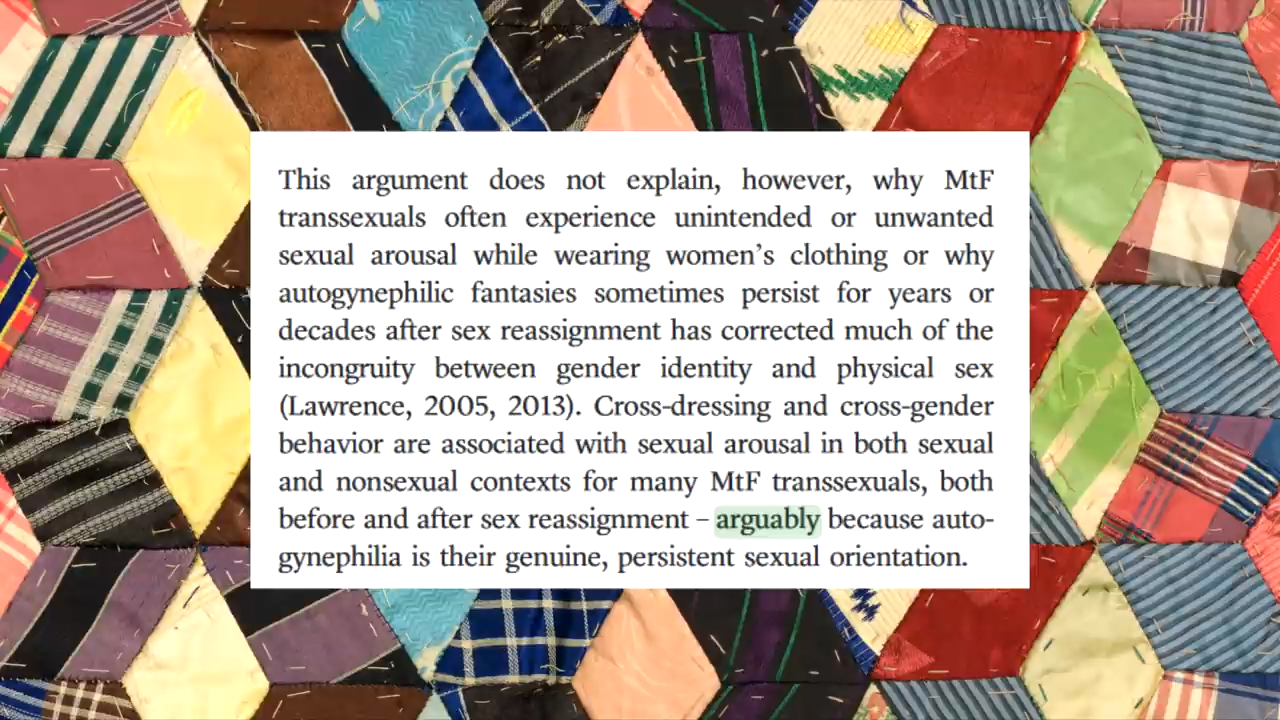 This argument does not explain, however, why MtF
transsexuals often experience unintended or unwanted
sexual arousal while wearing women’s clothing or why
autogynephilic fantasies sometimes persist for years or
decades after sex reassignment has corrected much of the
incongruity between gender identity and physical sex
(Lawrence, 2005, 2013). Cross-dressing and cross-gender
behavior are associated with sexual arousal in both sexual
and nonsexual contexts for many MtF transsexuals, both
before and after sex reassignment – arguably because auto-
gynephilia is their genuine, persistent sexual orientation.